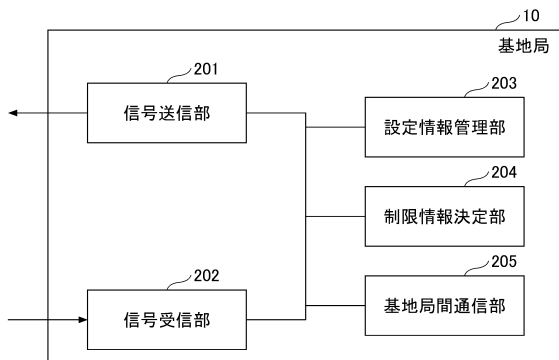 10
基地局
201
信号送信部
203
設定情報管理部
204
制限情報決定部
202
信号受信部
205
基地局間通信部